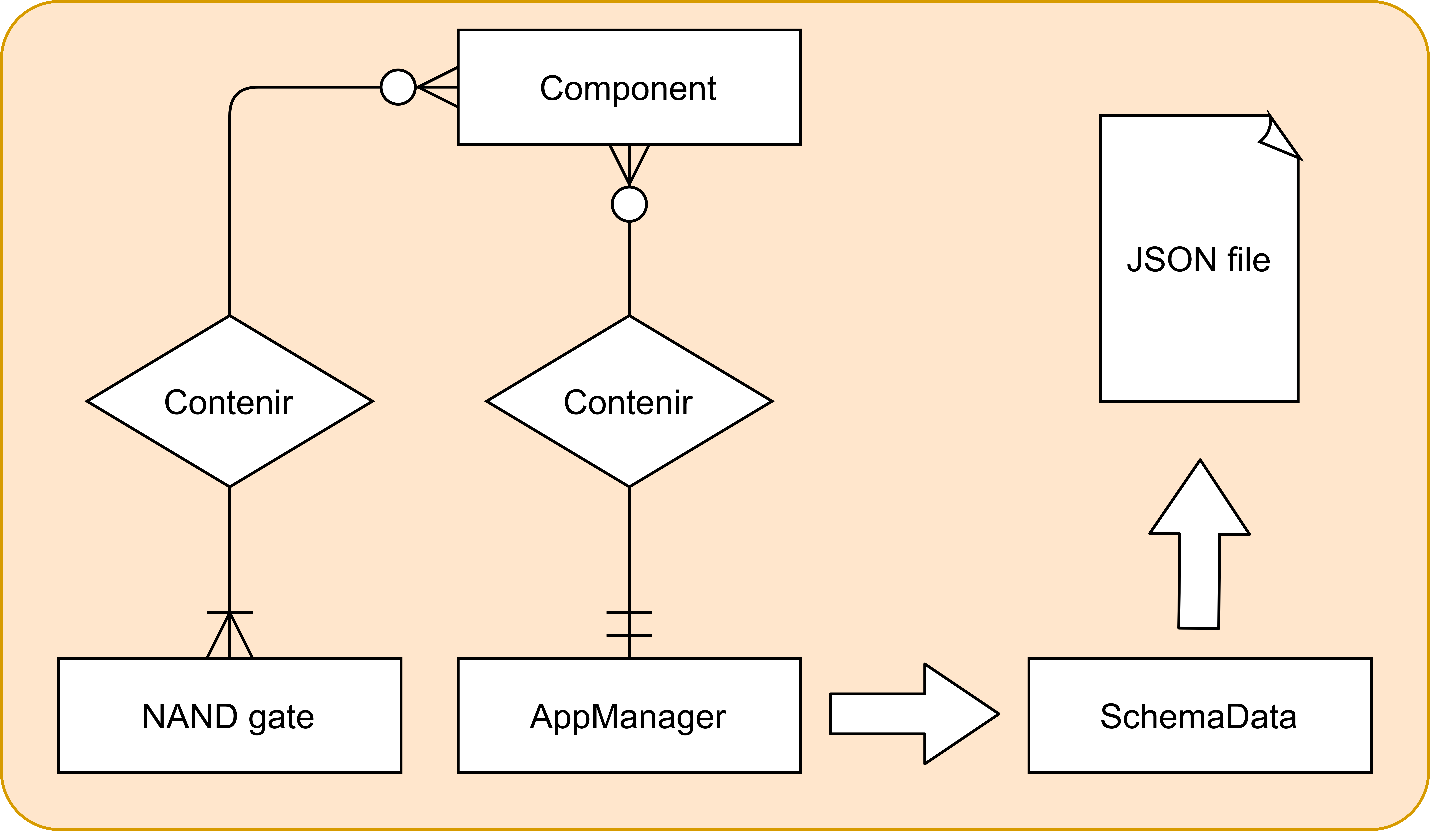 Component
JSON file
Contenir
Contenir
NAND gate
AppManager
SchemaData